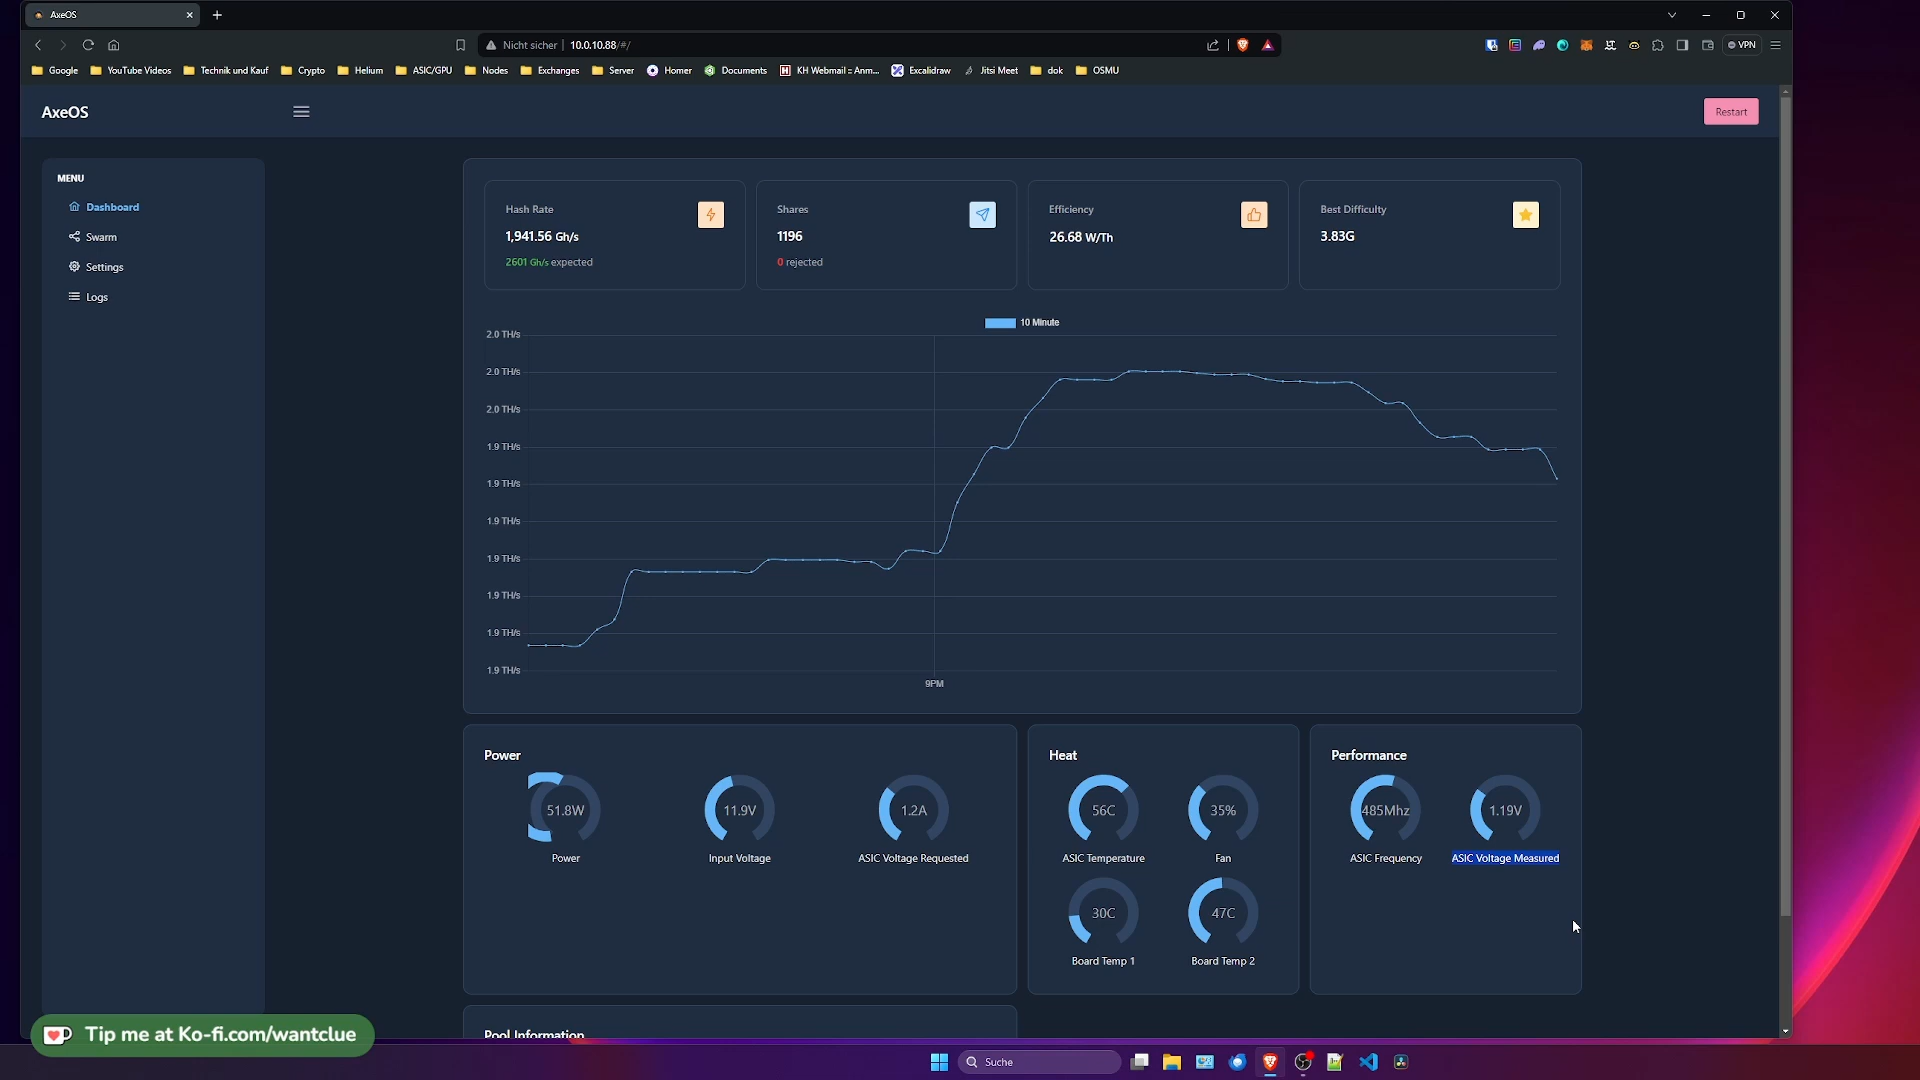 AxeOS
Nicht sicher 10.0.10.88/#/
VPN
Google YouTube Videos Technik und Kauf Crypto Helium ASIC/GPU Nodes Exchanges Server Homer Documents KH Webmail :: Anm... Excalidraw Jitsi Meet dok OSMU
AxeOS
Restart
MENU
Dashboard
Swarm
Settings
Logs
Hash Rate
1,941.56 Gh/s
2601 Gh/s expected
Shares
1196
0 rejected
Efficiency
26.68 W/Th
Best Difficulty
3.83G
10 Minute
2.0 TH/s
2.0 TH/s
2.0 TH/s
1.9 TH/s
1.9 TH/s
1.9 TH/s
1.9 TH/s
1.9 TH/s
1.9 TH/s
1.9 TH/s
9PM
Power
51.8W 11.9V 1.2A
Power Input Voltage ASIC Voltage Requested
Heat
56C 35%
ASIC Temperature Fan
30C 47C
Board Temp 1 Board Temp 2
Performance
485Mhz 1.19V
ASIC Frequency ASIC Voltage Measured
Pool Information
Tip me at Ko-fi.com/wantclue
Suche